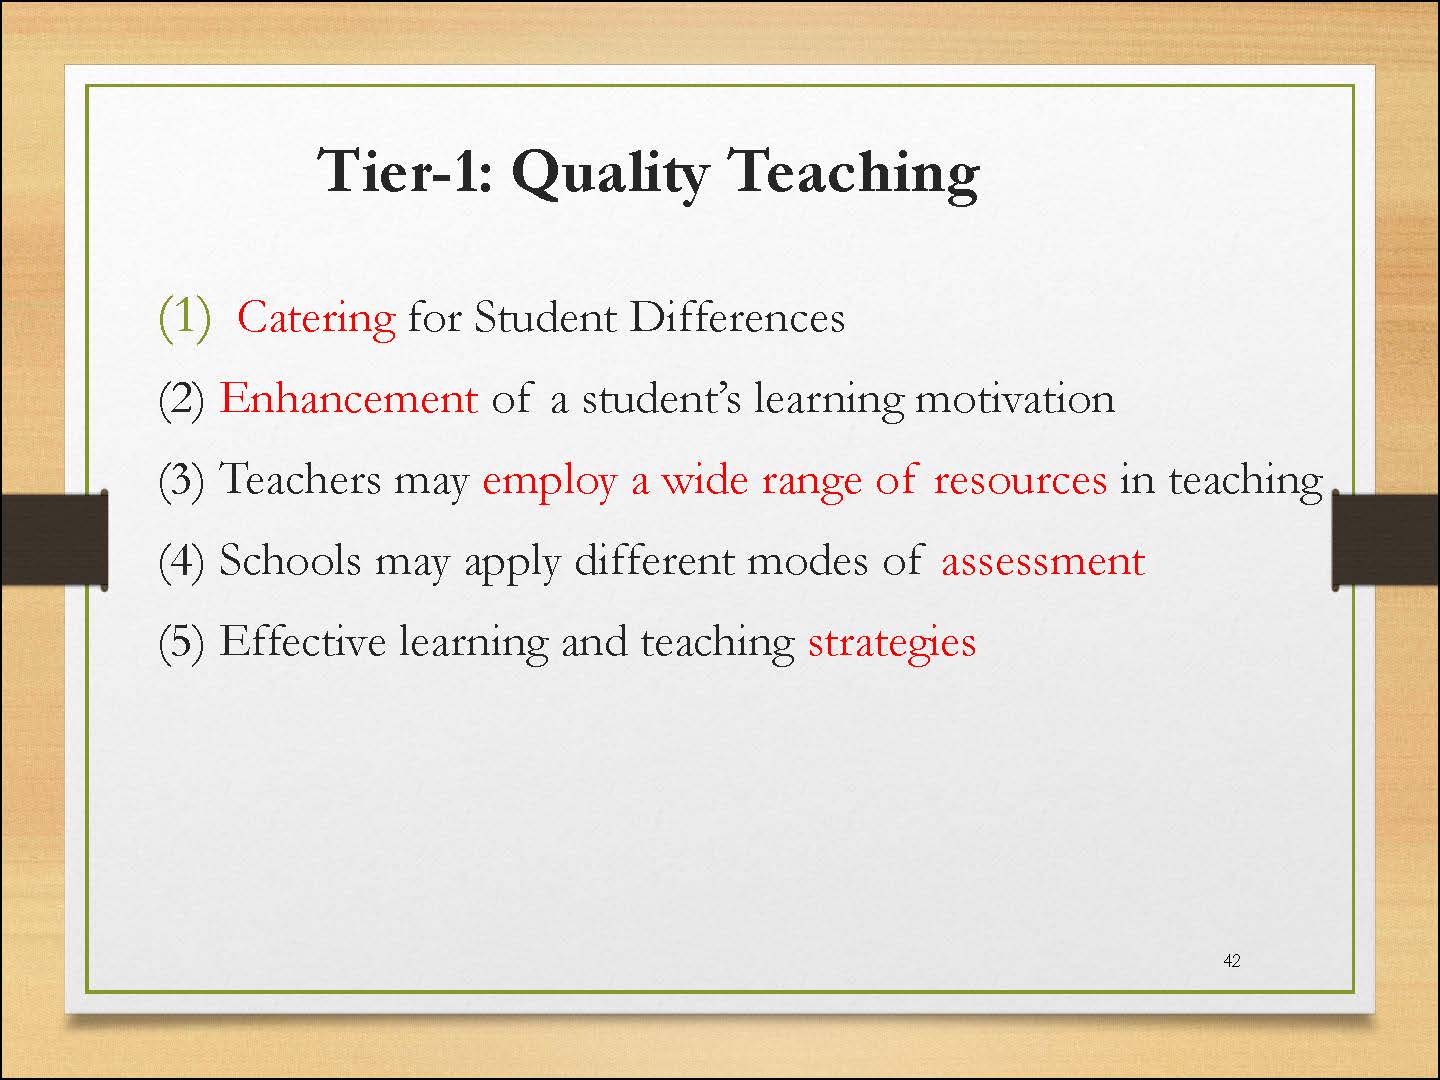 Tier-1: Quality Teaching
(1) Catering for Student Differences
(2) Enhancement of a student’s learning motivation
(3) Teachers may employ a wide range of resources in teaching
(4) Schools may apply different modes of assessment
(5) Effective learning and teaching strategies
42